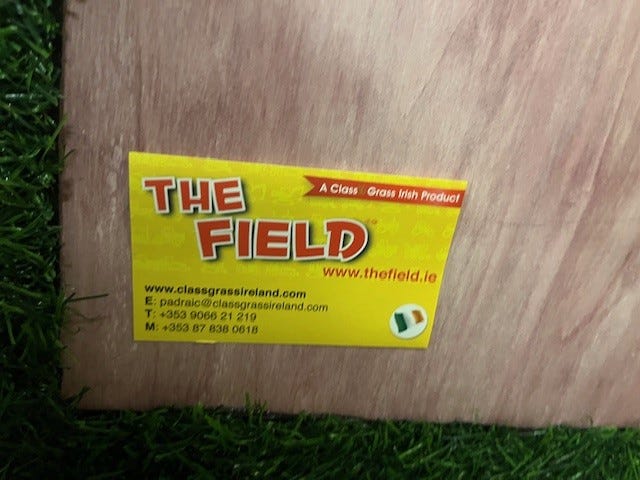 A Class Grass Irish Product
THE
FIELD
www.thefield.ie
www.classgrassireland.com
E: padraic@classgrassireland.com
T: +353 9066 21 219
M: +353 87 838 0618